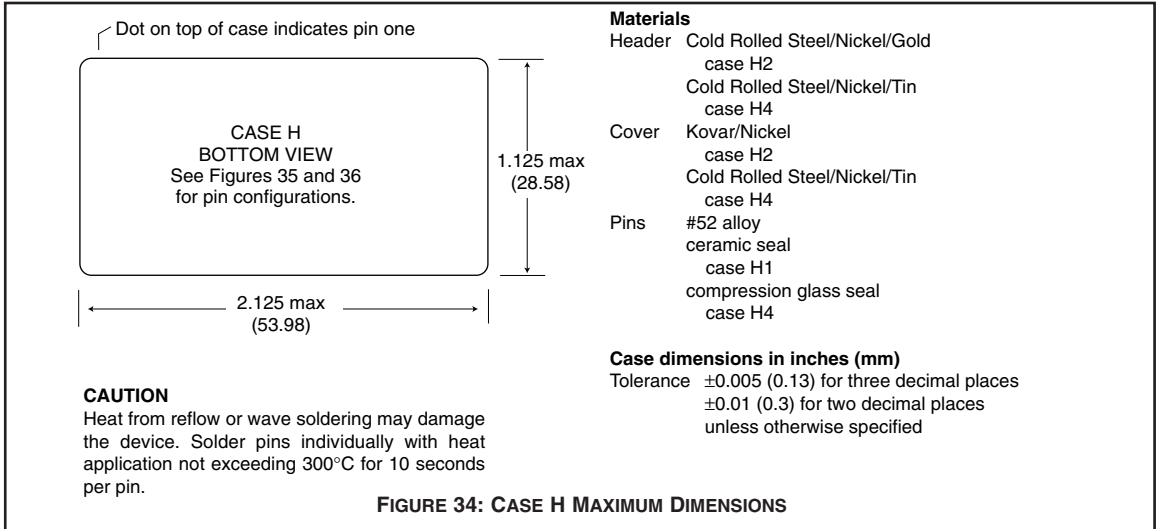 Dot on top of case indicates pin one
CASE H
BOTTOM VIEW
See Figures 35 and 36
for pin configurations.
1.125 max
(28.58)
2.125 max
(53.98)
CAUTION
Heat from reflow or wave soldering may damage
the device. Solder pins individually with heat
application not exceeding 300°C for 10 seconds
per pin.
Materials
Header Cold Rolled Steel/Nickel/Gold
case H2
Cold Rolled Steel/Nickel/Tin
case H4
Cover Kovar/Nickel
case H2
Cold Rolled Steel/Nickel/Tin
case H4
Pins #52 alloy
ceramic seal
case H1
compression glass seal
case H4
Case dimensions in inches (mm)
Tolerance ±0.005 (0.13) for three decimal places
±0.01 (0.3) for two decimal places
unless otherwise specified
FIGURE 34: CASE H MAXIMUM DIMENSIONS